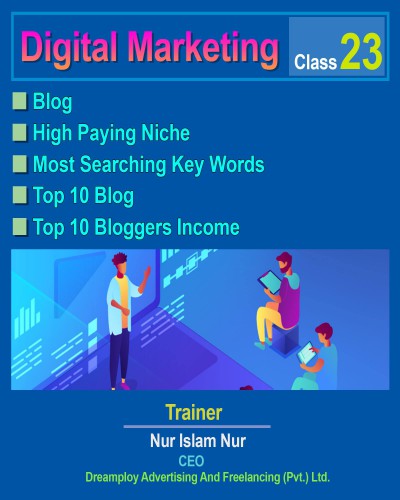 Digital Marketing Class 23
Blog
High Paying Niche
Most Searching Key Words
Top 10 Blog
Top 10 Bloggers Income
Trainer
Nur Islam Nur
CEO
Dreamploy Advertising And Freelancing (Pvt.) Ltd.